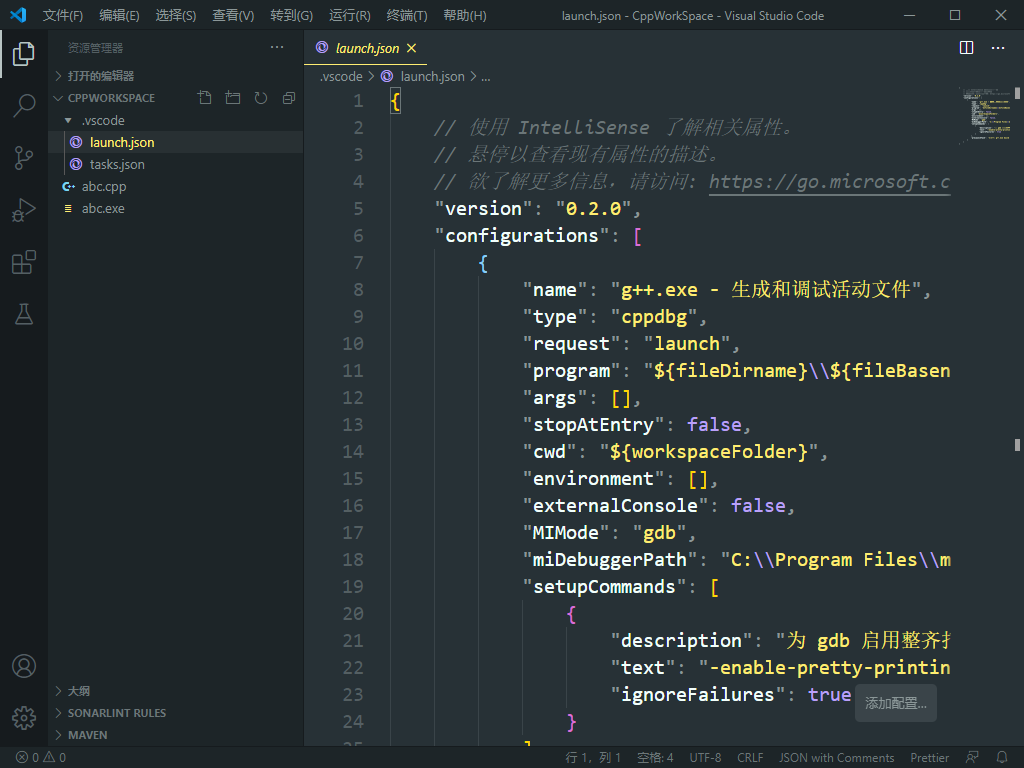 文件(F) 编辑(E) 选择(S) 查看(V) 转到(G) 运行(R) 终端(T) 帮助(H) launch.json - CppWorkSpace - Visual Studio Code
资源管理器
打开的编辑器
CPPWORKSPACE
.vscode
launch.json
tasks.json
abc.cpp
abc.exe
大纲
SONARLINT RULES
MAVEN
launch.json
.vscode > launch.json > ...
1 {
2 // 使用 IntelliSense 了解相关属性。
3 // 悬停以查看现有属性的描述。
4 // 欲了解更多信息，请访问: https://go.microsoft.c
5 "version": "0.2.0",
6 "configurations": [
7 {
8 "name": "g++.exe - 生成和调试活动文件",
9 "type": "cppdbg",
10 "request": "launch",
11 "program": "${fileDirname}\\${fileBasen
12 "args": [],
13 "stopAtEntry": false,
14 "cwd": "${workspaceFolder}",
15 "environment": [],
16 "externalConsole": false,
17 "MIMode": "gdb",
18 "miDebuggerPath": "C:\\Program Files\\m
19 "setupCommands": [
20 {
21 "description": "为 gdb 启用整齐打
22 "text": "-enable-pretty-printin
23 "ignoreFailures": true
24 }
添加配置...
0 0 行 1，列 1 空格: 4 UTF-8 CRLF JSON with Comments Prettier